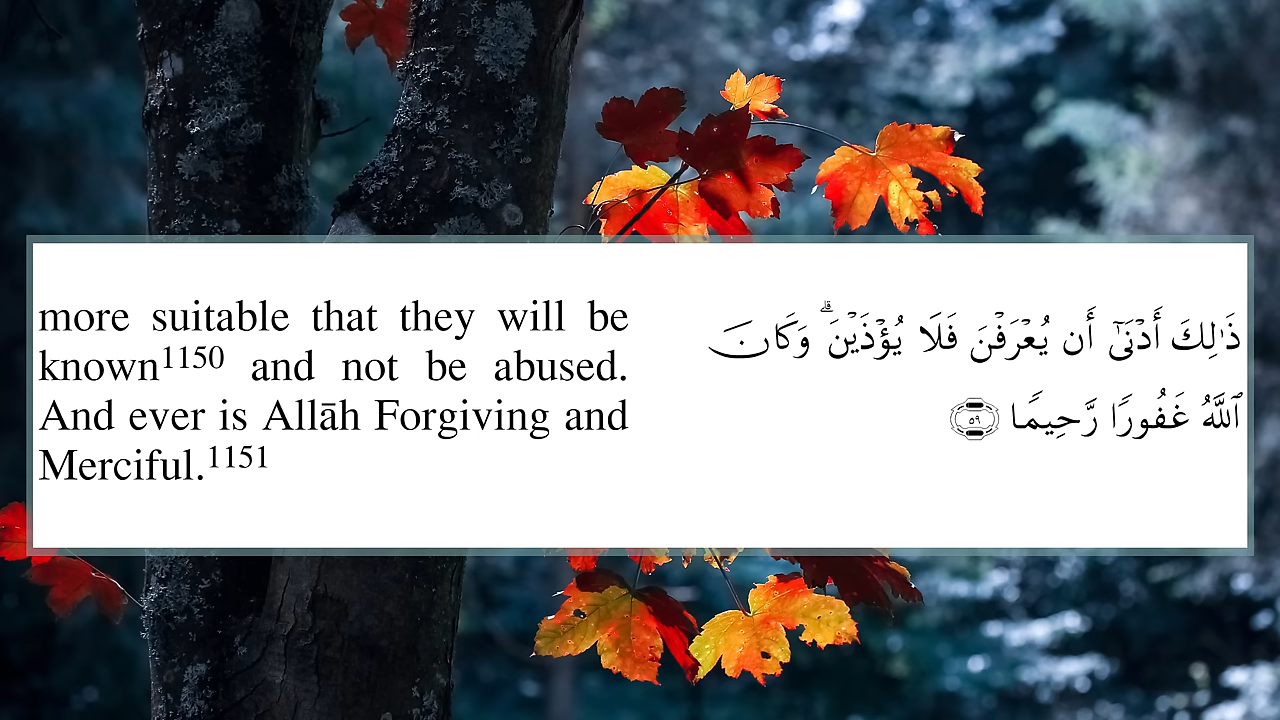 more suitable that they will be
known1150 and not be abused.
And ever is Allāh Forgiving and
Merciful.1151
ذَٰلِكَ أَدْنَىٰٓ أَن يُعْرَفْنَ فَلَا يُؤْذَيْنَ ۗ وَكَانَ
ٱللَّهُ غَفُورًا رَّحِيمًا ٥٩